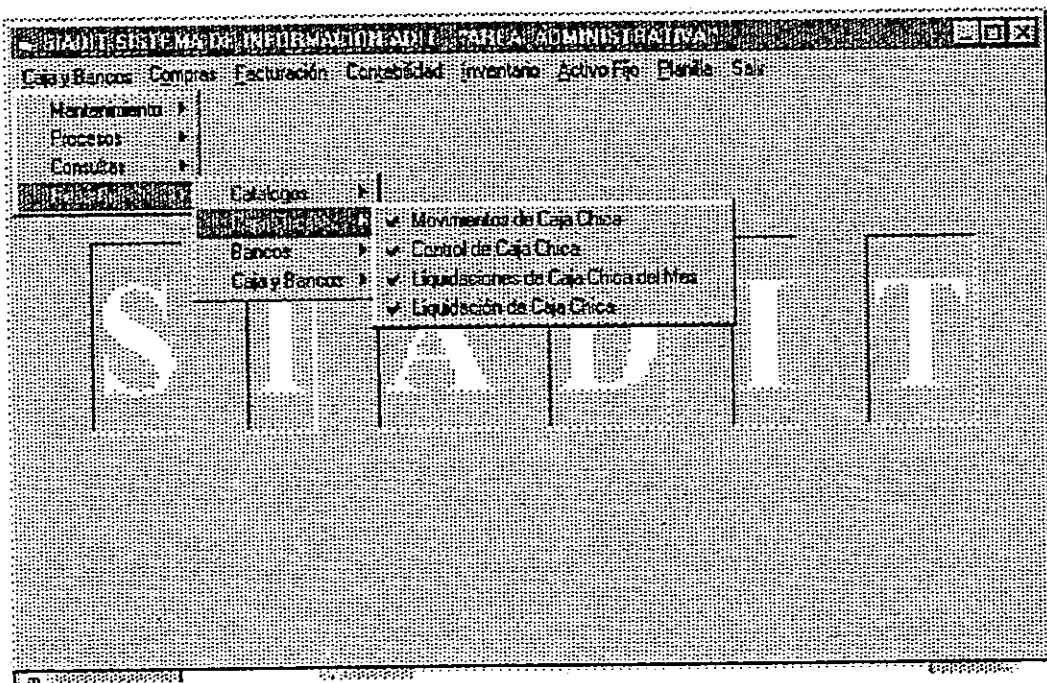 SIADIT SISTEMA DE INFORMACION ADIT PARLA ADMINISTRATIVA
Caja y Bancos Compras Facturación Contabilidad Inventario Activo Fijo Planilla Salir
Mantenimiento
Procesos
Consultas
Catálogos
Movimientos de Caja Chica
Control de Caja Chica
Bancos
Liquidaciones de Caja Chica del Mes
Caja y Bancos
Liquidación de Caja Chica
S I A D I T